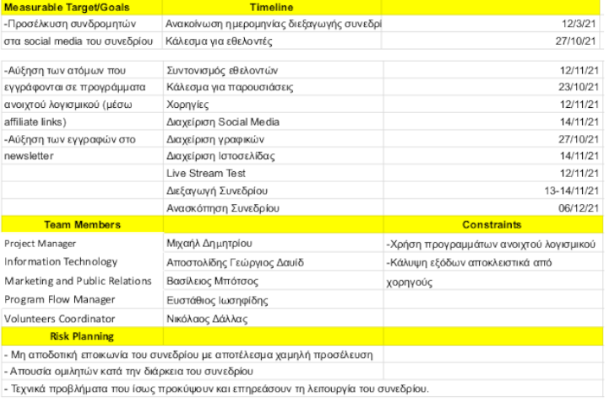 Measurable Target/Goals Timeline
-Προσέλκυση συνδρομητών Ανακοίνωση ημερομηνίας διεξαγωγής συνεδρί 12/3/21
στα social media του συνεδρίου Κάλεσμα για εθελοντές 27/10/21
-Αύξηση των ατόμων που Συντονισμός εθελοντών 12/11/21
εγγράφονται σε προγράμματα Κάλεσμα για παρουσιάσεις 23/10/21
ανοιχτού λογισμικού (μέσω Χορηγίες 12/11/21
affiliate links) Διαχείριση Social Media 14/11/21
-Αύξηση των εγγραφών στο Διαχείριση γραφικών 27/10/21
newsletter Διαχείριση Ιστοσελίδας 14/11/21
Live Stream Test 12/11/21
Διεξαγωγή Συνεδρίου 13-14/11/21
Ανασκόπηση Συνεδρίου 06/12/21
Team Members Constraints
Project Manager Μιχαήλ Δημητρίου -Χρήση προγραμμάτων ανοιχτού λογισμικού
Information Technology Αποστολίδης Γεώργιος Δαυίδ -Κάλυψη εξόδων αποκλειστικά από
Marketing and Public Relations Βασίλειος Μπότσος χορηγούς
Program Flow Manager Ευστάθιος Ιωσηφίδης
Volunteers Coordinator Νικόλαος Δάλλας
Risk Planning
- Μη αποδοτική εποικωνία του συνεδρίου με αποτέλεσμα χαμηλή προσέλευση
- Απουσία ομιλητών κατά την διάρκεια του συνεδρίου
- Τεχνικά προβλήματα που ίσως προκύψουν και επηρεάσουν τη λειτουργία του συνεδρίου.